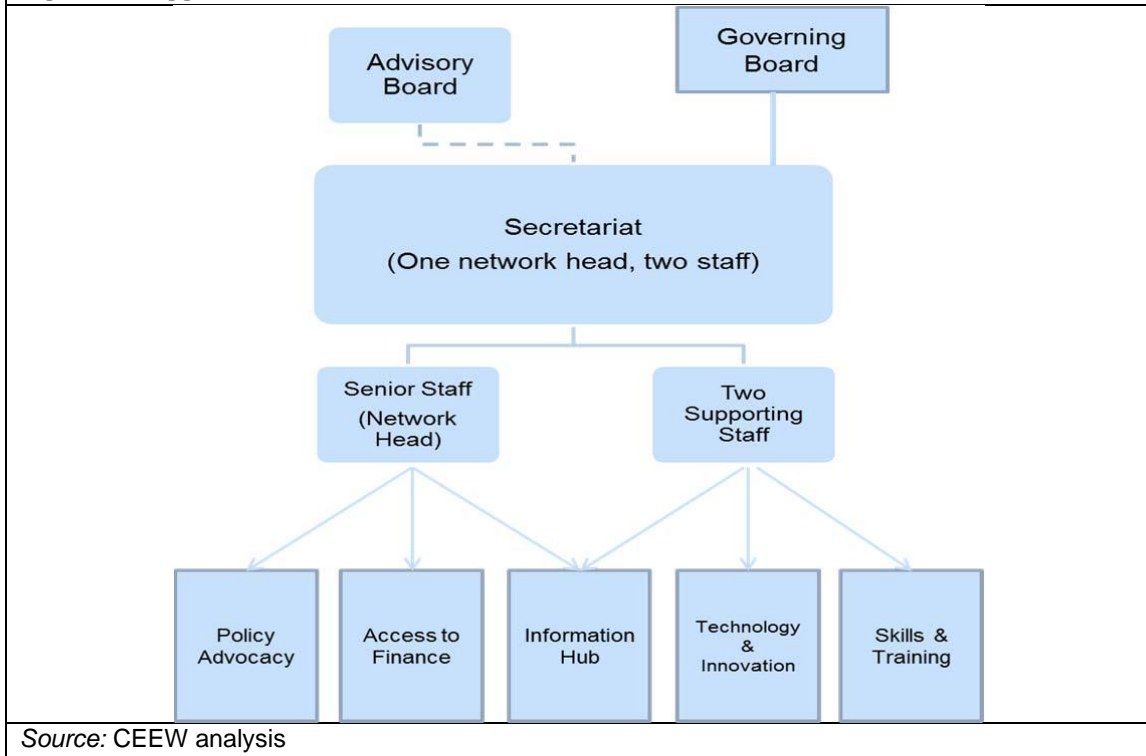 Advisory
Board
Governing
Board
Secretariat
(One network head, two staff)
Senior Staff
(Network
Head)
Two
Supporting
Staff
Policy
Advocacy
Access to
Finance
Information
Hub
Technology
&
Innovation
Skills &
Training
Source: CEEW analysis